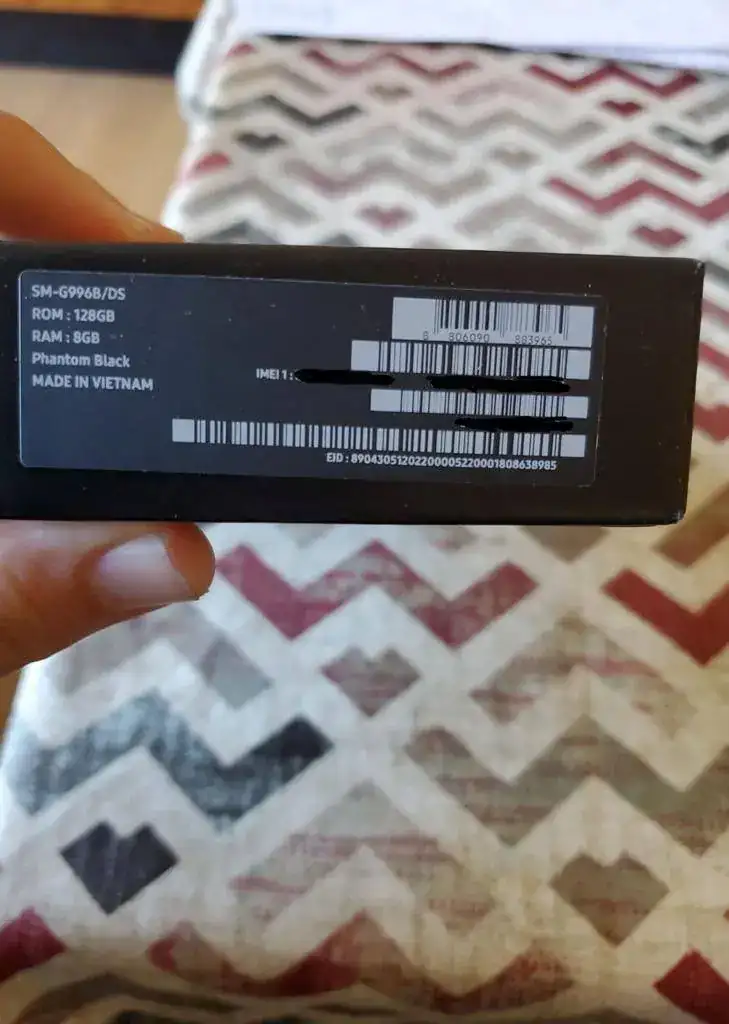 SM-G996B/DS
ROM : 128GB
RAM : 8GB
Phantom Black
MADE IN VIETNAM
8 806090 883965
IMEI 1 :
EID : 89043051202200005220001808638985